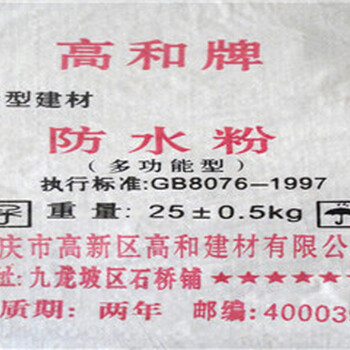 高和牌
型建材
防水粉
（多功能型）
执行标准:GB8076-1997
重量: 25±0.5kg
庆市高新区高和建材有限公
址: 九龙坡区石桥铺★★★★★★
质期: 两年 邮编: 40003